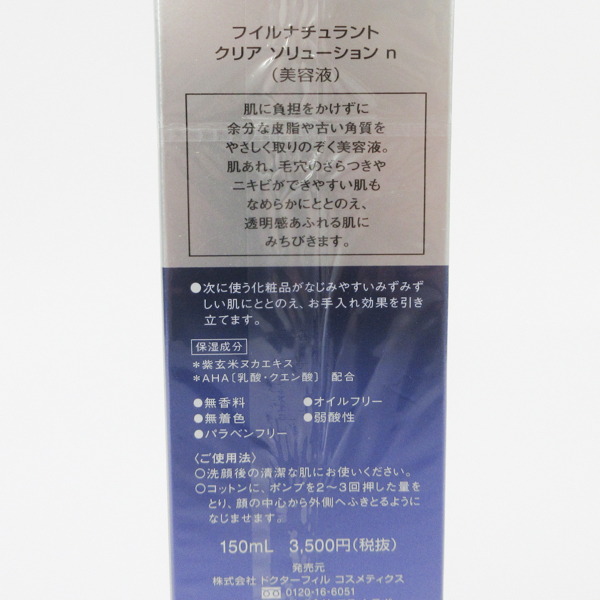 フイルナチュラント
クリア ソリューション n
（美容液）
肌に負担をかけずに
余分な皮脂や古い角質を
やさしく取りのぞく美容液。
肌あれ、毛穴のざらつきや
ニキビができやすい肌も
なめらかにととのえ、
透明感あふれる肌に
みちびきます。
●次に使う化粧品がなじみやすいみずみず
しい肌にととのえ、お手入れ効果を引き
立てます。
保湿成分
＊紫玄米ヌカエキス
＊AHA〔乳酸・クエン酸〕 配合
●無香料 ●オイルフリー
●無着色 ●弱酸性
●パラベンフリー
〈ご使用法〉
○洗顔後の清潔な肌にお使いください。
○コットンに、ポンプを2〜3回押した量を
とり、顔の中心から外側へふきとるように
なじませます。
150mL 3,500円（税抜）
発売元
株式会社 ドクターフィル コスメティクス
0120-16-6051